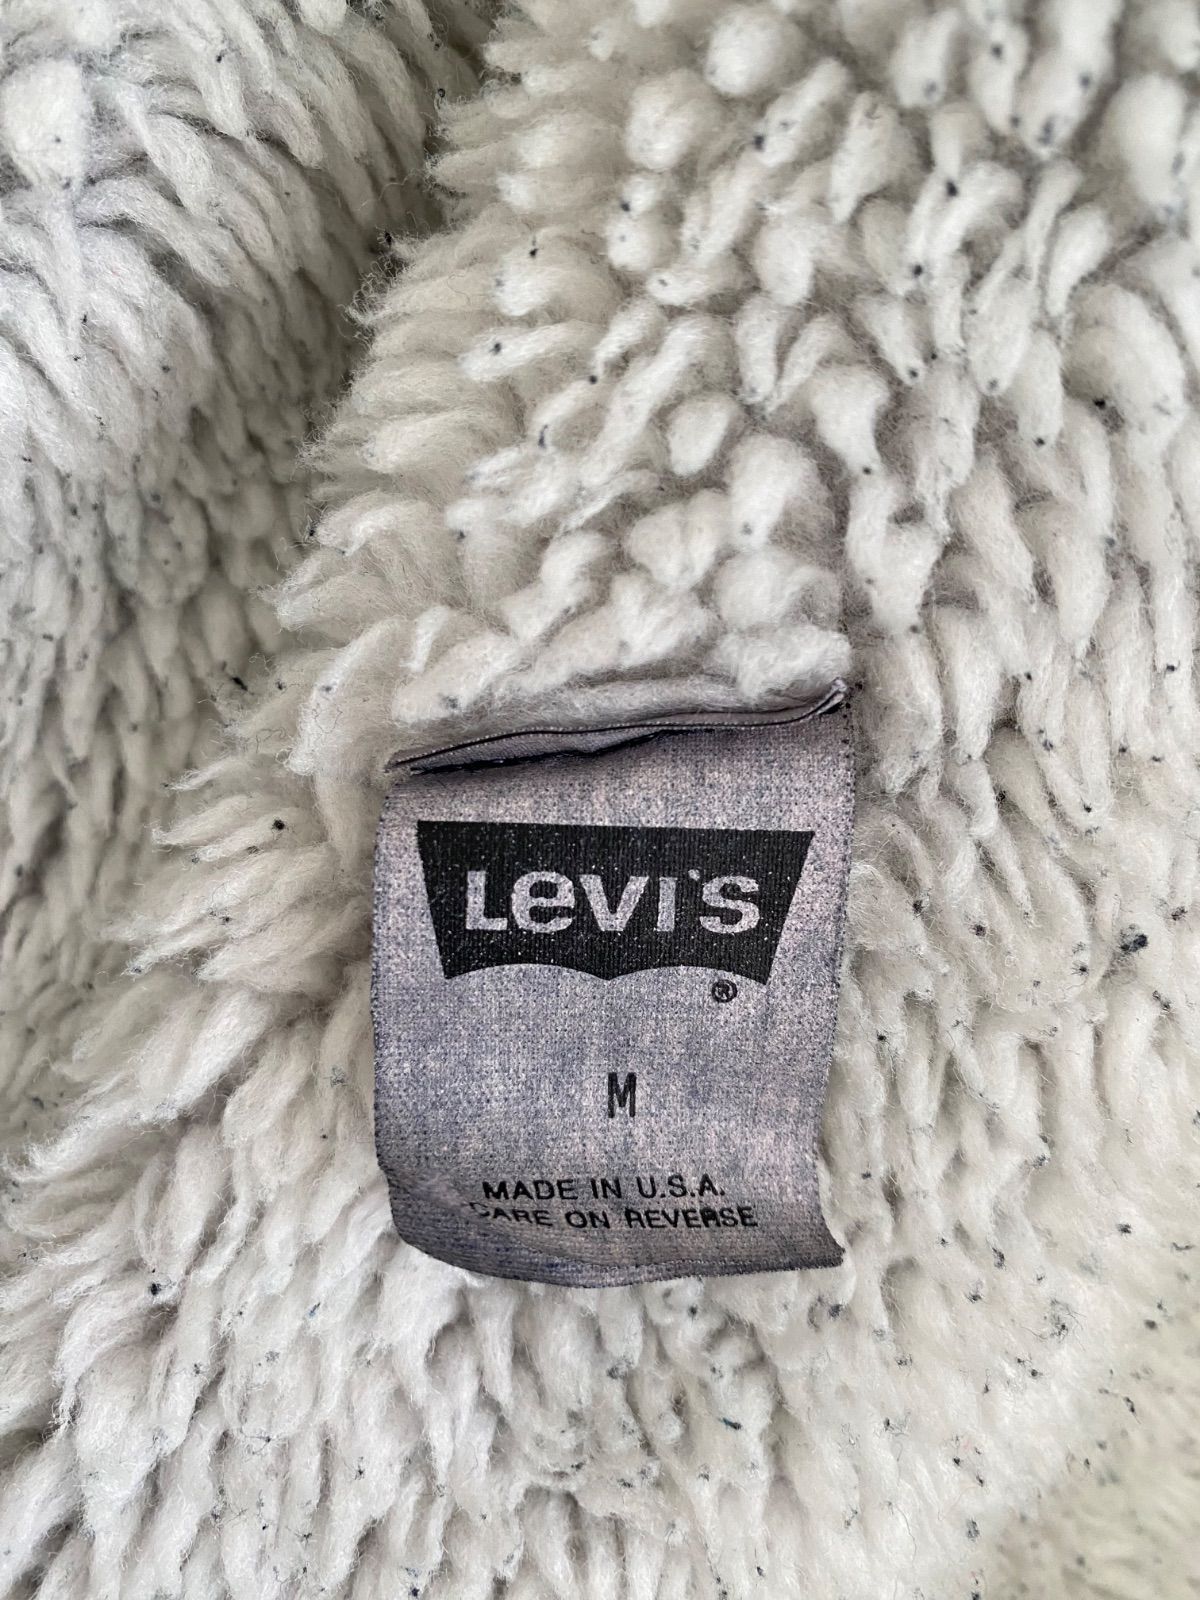 Levi's
®
M
MADE IN U.S.A.
CARE ON REVERSE